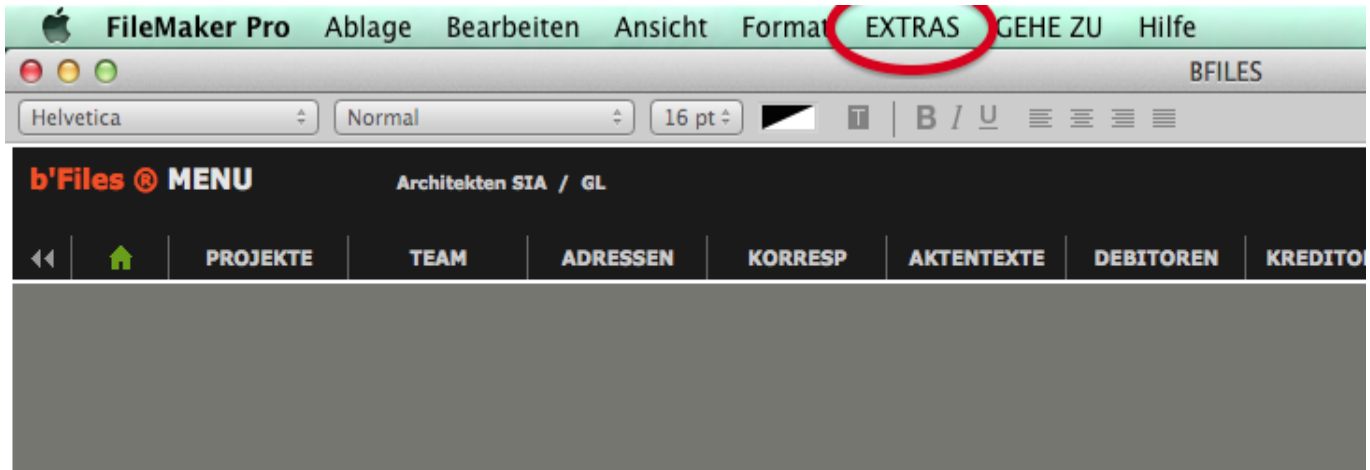 FileMaker Pro Ablage Bearbeiten Ansicht Format EXTRAS GEHE ZU Hilfe
BFILES
Helvetica Normal 16 pt T B I U
b'Files ® MENU Architekten SIA / GL
PROJEKTE TEAM ADRESSEN KORRESP AKTENTEXTE DEBITOREN KREDITO